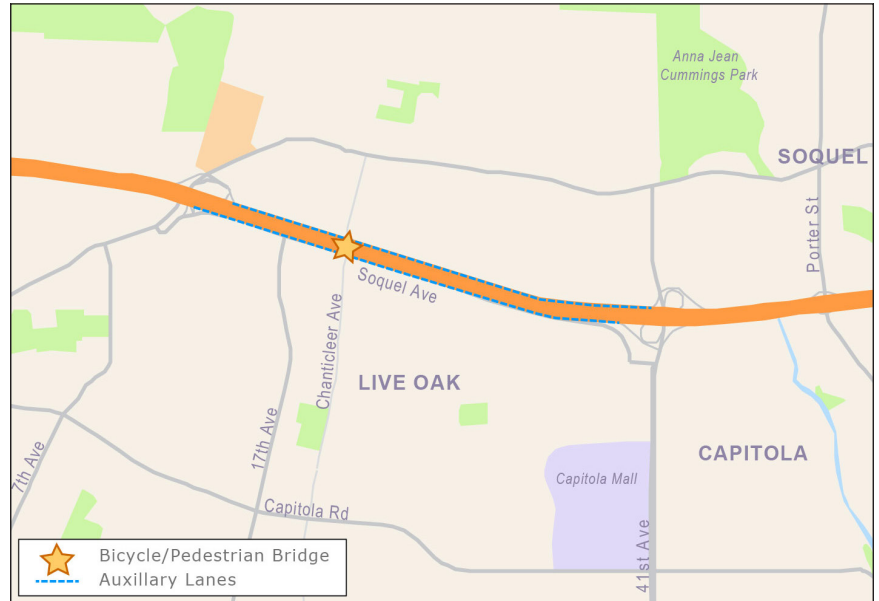 Anna Jean
Cummings Park
SOQUEL
Porter St
Soquel Ave
Chanticleer Ave
LIVE OAK
17th Ave
7th Ave
CAPITOLA
Capitola Mall
Capitola Rd
41st Ave
Bicycle/Pedestrian Bridge
Auxillary Lanes